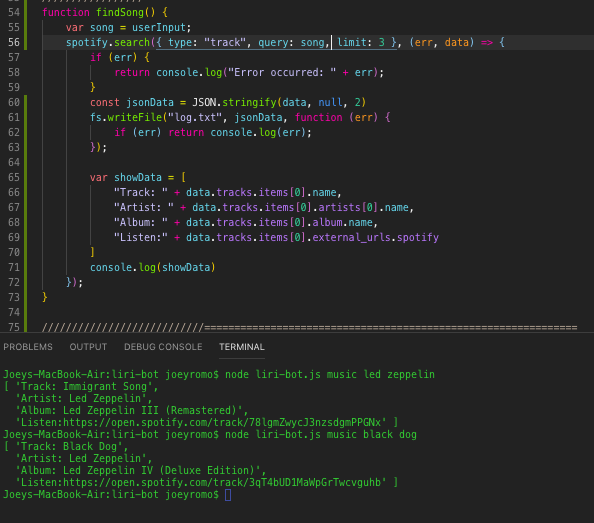 54 function findSong() {
55 var song = userInput;
56 spotify.search({ type: "track", query: song, limit: 3 }, (err, data) => {
57 if (err) {
58 return console.log("Error occurred: " + err);
59 }
60 const jsonData = JSON.stringify(data, null, 2)
61 fs.writeFile("log.txt", jsonData, function (err) {
62 if (err) return console.log(err);
63 });
64
65 var showData = [
66 "Track: " + data.tracks.items[0].name,
67 "Artist: " + data.tracks.items[0].artists[0].name,
68 "Album: " + data.tracks.items[0].album.name,
69 "Listen:" + data.tracks.items[0].external_urls.spotify
70 ]
71 console.log(showData)
72 });
73 }
74
75 ///////////////////////////==============================================================
PROBLEMS OUTPUT DEBUG CONSOLE TERMINAL
Joeys-MacBook-Air:liri-bot joeyromo$ node liri-bot.js music led zeppelin
[ 'Track: Immigrant Song',
'Artist: Led Zeppelin',
'Album: Led Zeppelin III (Remastered)',
'Listen:https://open.spotify.com/track/78lgmZwycJ3nzsdgmPPGNx' ]
Joeys-MacBook-Air:liri-bot joeyromo$ node liri-bot.js music black dog
[ 'Track: Black Dog',
'Artist: Led Zeppelin',
'Album: Led Zeppelin IV (Deluxe Edition)',
'Listen:https://open.spotify.com/track/3qT4bUD1MaWpGrTwcvguhb' ]
Joeys-MacBook-Air:liri-bot joeyromo$